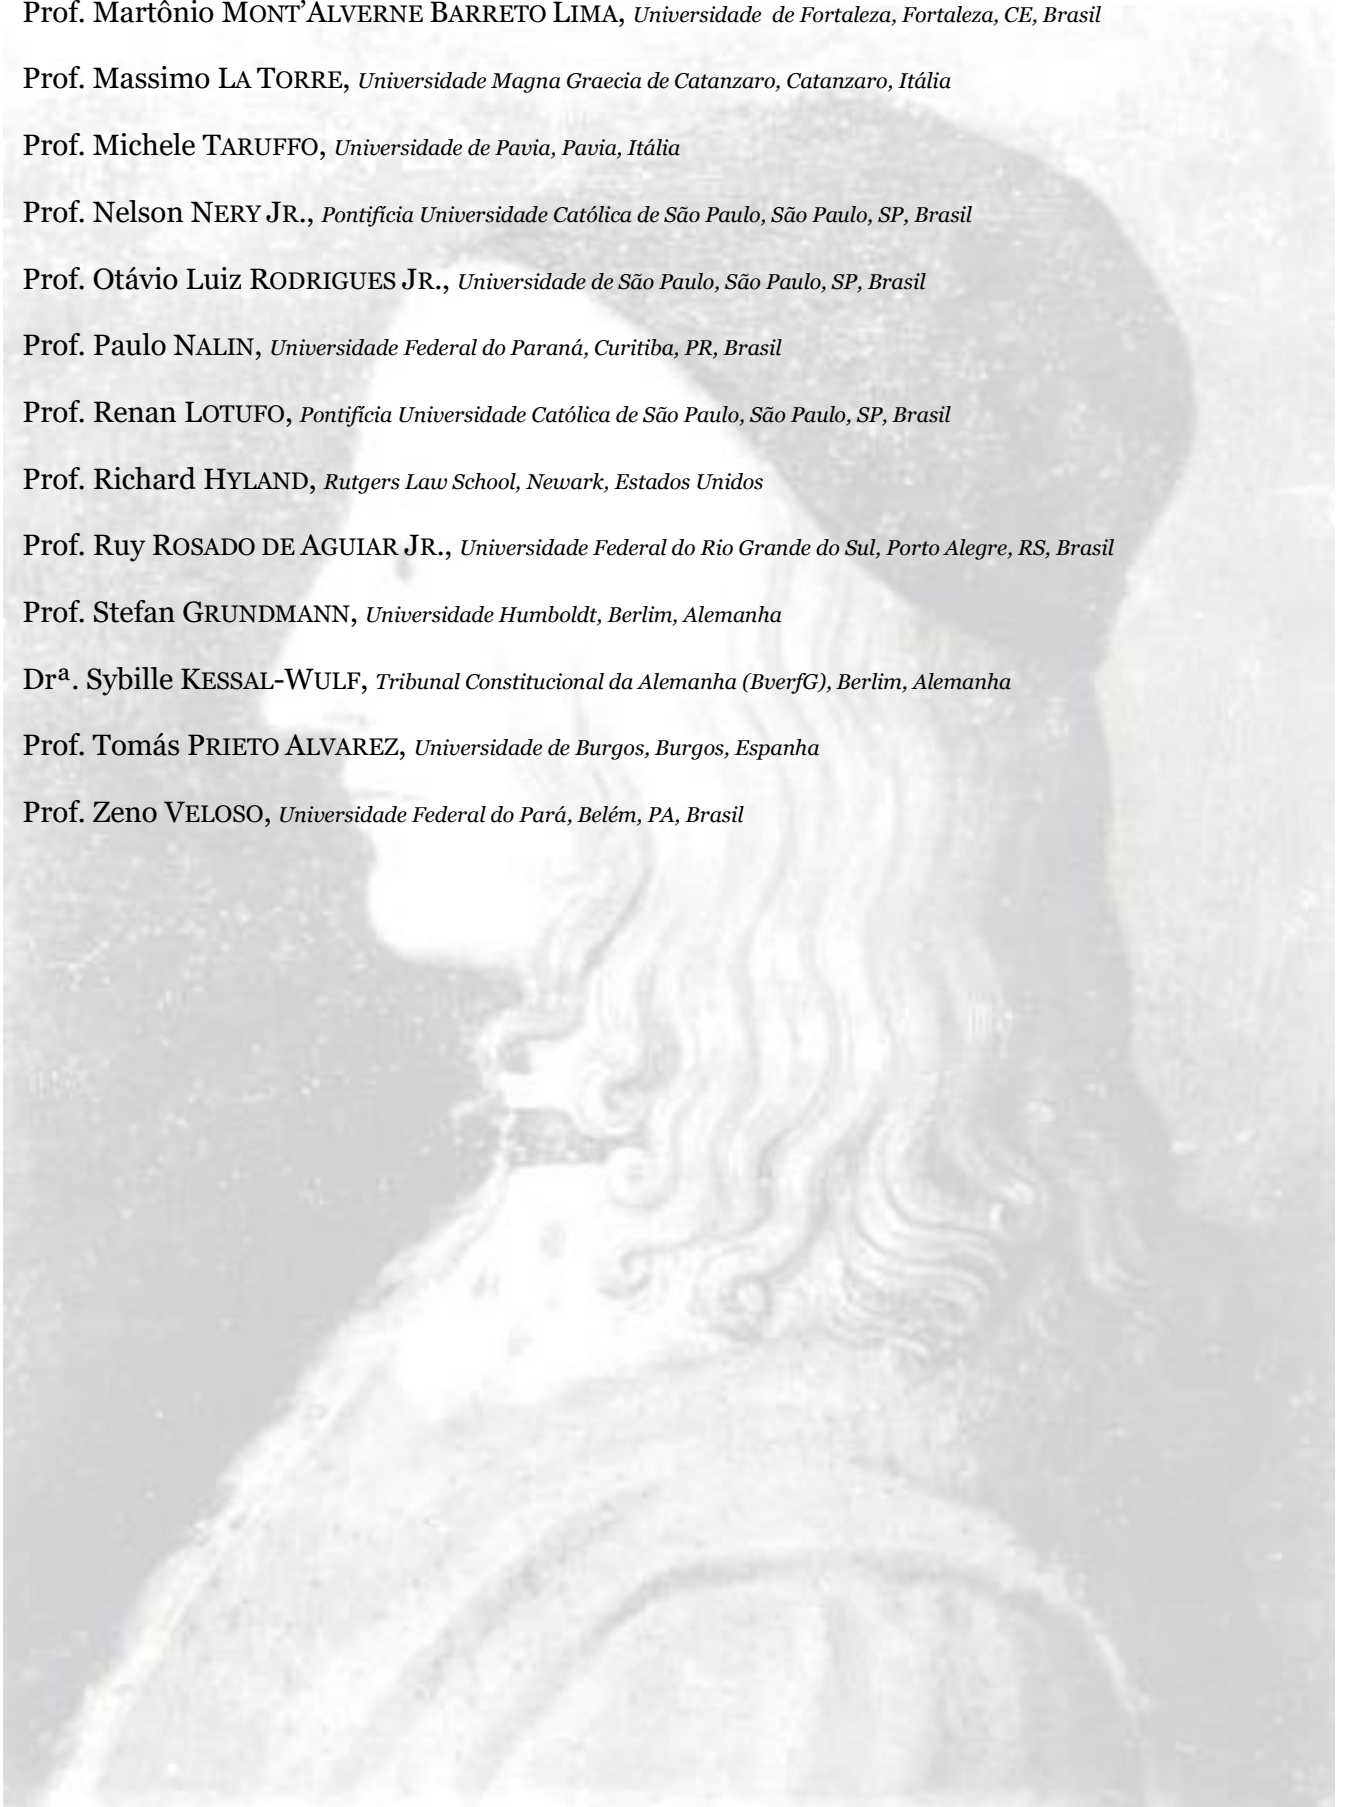 Prof. Martônio MONT’ALVERNE BARRETO LIMA, Universidade de Fortaleza, Fortaleza, CE, Brasil
Prof. Massimo LA TORRE, Universidade Magna Graecia de Catanzaro, Catanzaro, Itália
Prof. Michele TARUFFO, Universidade de Pavia, Pavia, Itália
Prof. Nelson NERY JR., Pontifícia Universidade Católica de São Paulo, São Paulo, SP, Brasil
Prof. Otávio Luiz RODRIGUES JR., Universidade de São Paulo, São Paulo, SP, Brasil
Prof. Paulo NALIN, Universidade Federal do Paraná, Curitiba, PR, Brasil
Prof. Renan LOTUFO, Pontifícia Universidade Católica de São Paulo, São Paulo, SP, Brasil
Prof. Richard HYLAND, Rutgers Law School, Newark, Estados Unidos
Prof. Ruy ROSADO DE AGUIAR JR., Universidade Federal do Rio Grande do Sul, Porto Alegre, RS, Brasil
Prof. Stefan GRUNDMANN, Universidade Humboldt, Berlim, Alemanha
Drª. Sybille KESSAL-WULF, Tribunal Constitucional da Alemanha (BverfG), Berlim, Alemanha
Prof. Tomás PRIETO ALVAREZ, Universidade de Burgos, Burgos, Espanha
Prof. Zeno VELOSO, Universidade Federal do Pará, Belém, PA, Brasil